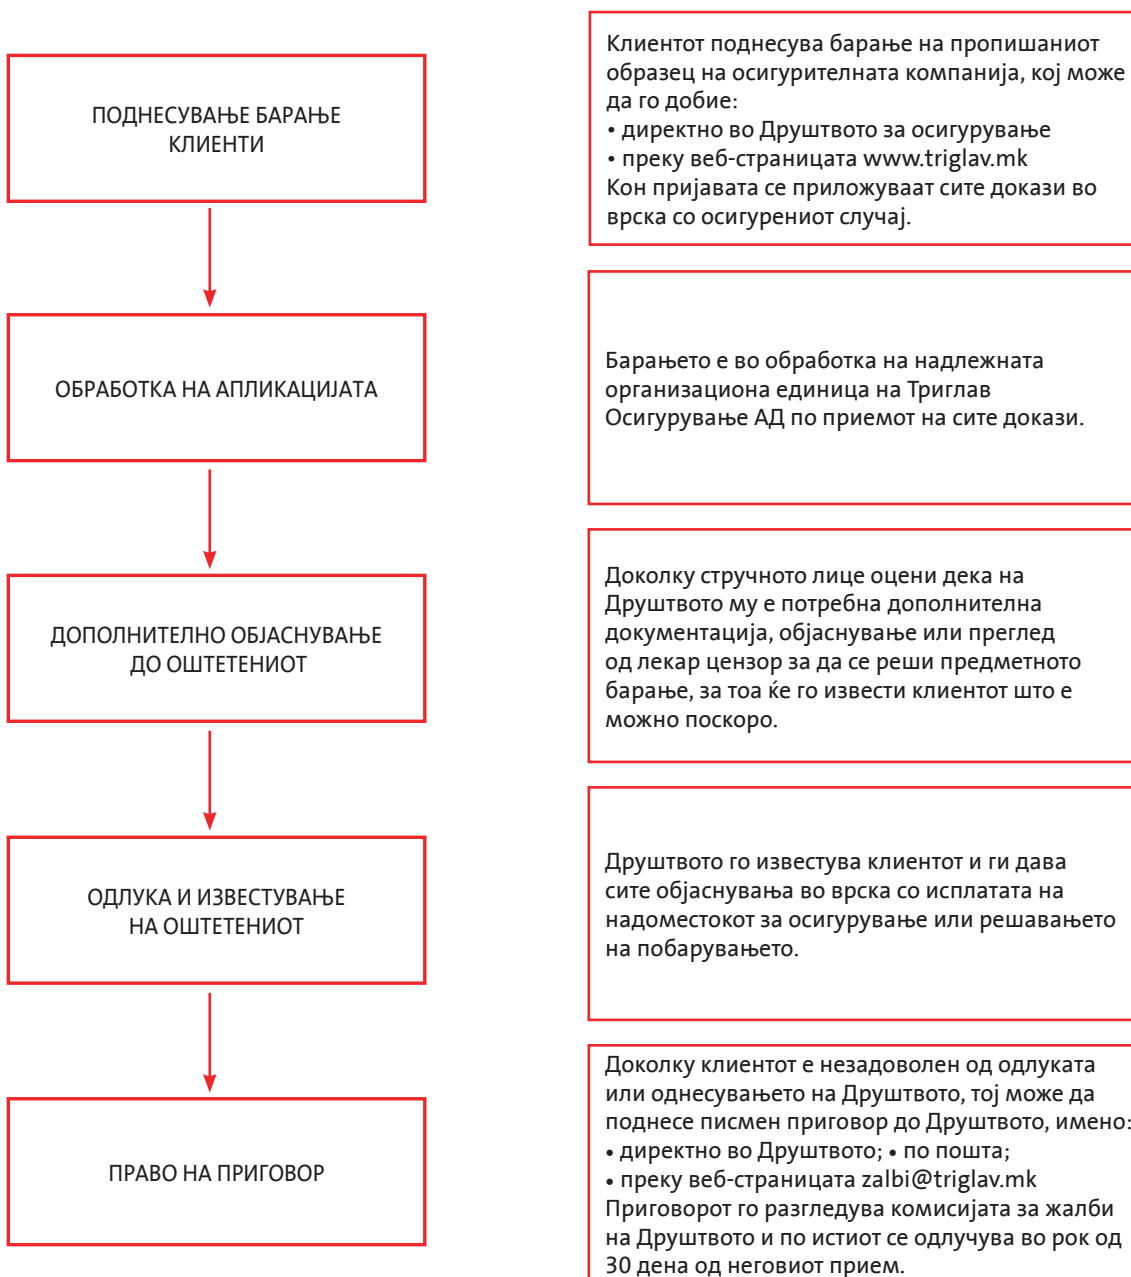 ПОДНЕСУВАЊЕ БАРАЊЕ
КЛИЕНТИ
Клиентот поднесува барање на пропишаниот
образец на осигурителната компанија, кој може
да го добие:
• директно во Друштвото за осигурување
• преку веб-страницата www.triglav.mk
Кон пријавата се приложуваат сите докази во
врска со осигурениот случај.
ОБРАБОТКА НА АПЛИКАЦИЈАТА
Барањето е во обработка на надлежната
организациона единица на Триглав
Осигурување АД по приемот на сите докази.
ДОПОЛНИТЕЛНО ОБЈАСНУВАЊЕ
ДО ОШТЕТЕНИОТ
Доколку стручното лице оцени дека на
Друштвото му е потребна дополнителна
документација, објаснување или преглед
од лекар цензор за да се реши предметното
барање, за тоа ќе го извести клиентот што е
можно поскоро.
ОДЛУКА И ИЗВЕСТУВАЊЕ
НА ОШТЕТЕНИОТ
Друштвото го известува клиентот и ги дава
сите објаснувања во врска со исплатата на
надоместокот за осигурување или решавањето
на побарувањето.
ПРАВО НА ПРИГОВОР
Доколку клиентот е незадоволен од одлуката
или однесувањето на Друштвото, тој може да
поднесе писмен приговор до Друштвото, имено:
• директно во Друштвото; • по пошта;
• преку веб-страницата zalbi@triglav.mk
Приговорот го разгледува комисијата за жалби
на Друштвото и по истиот се одлучува во рок од
30 дена од неговиот прием.